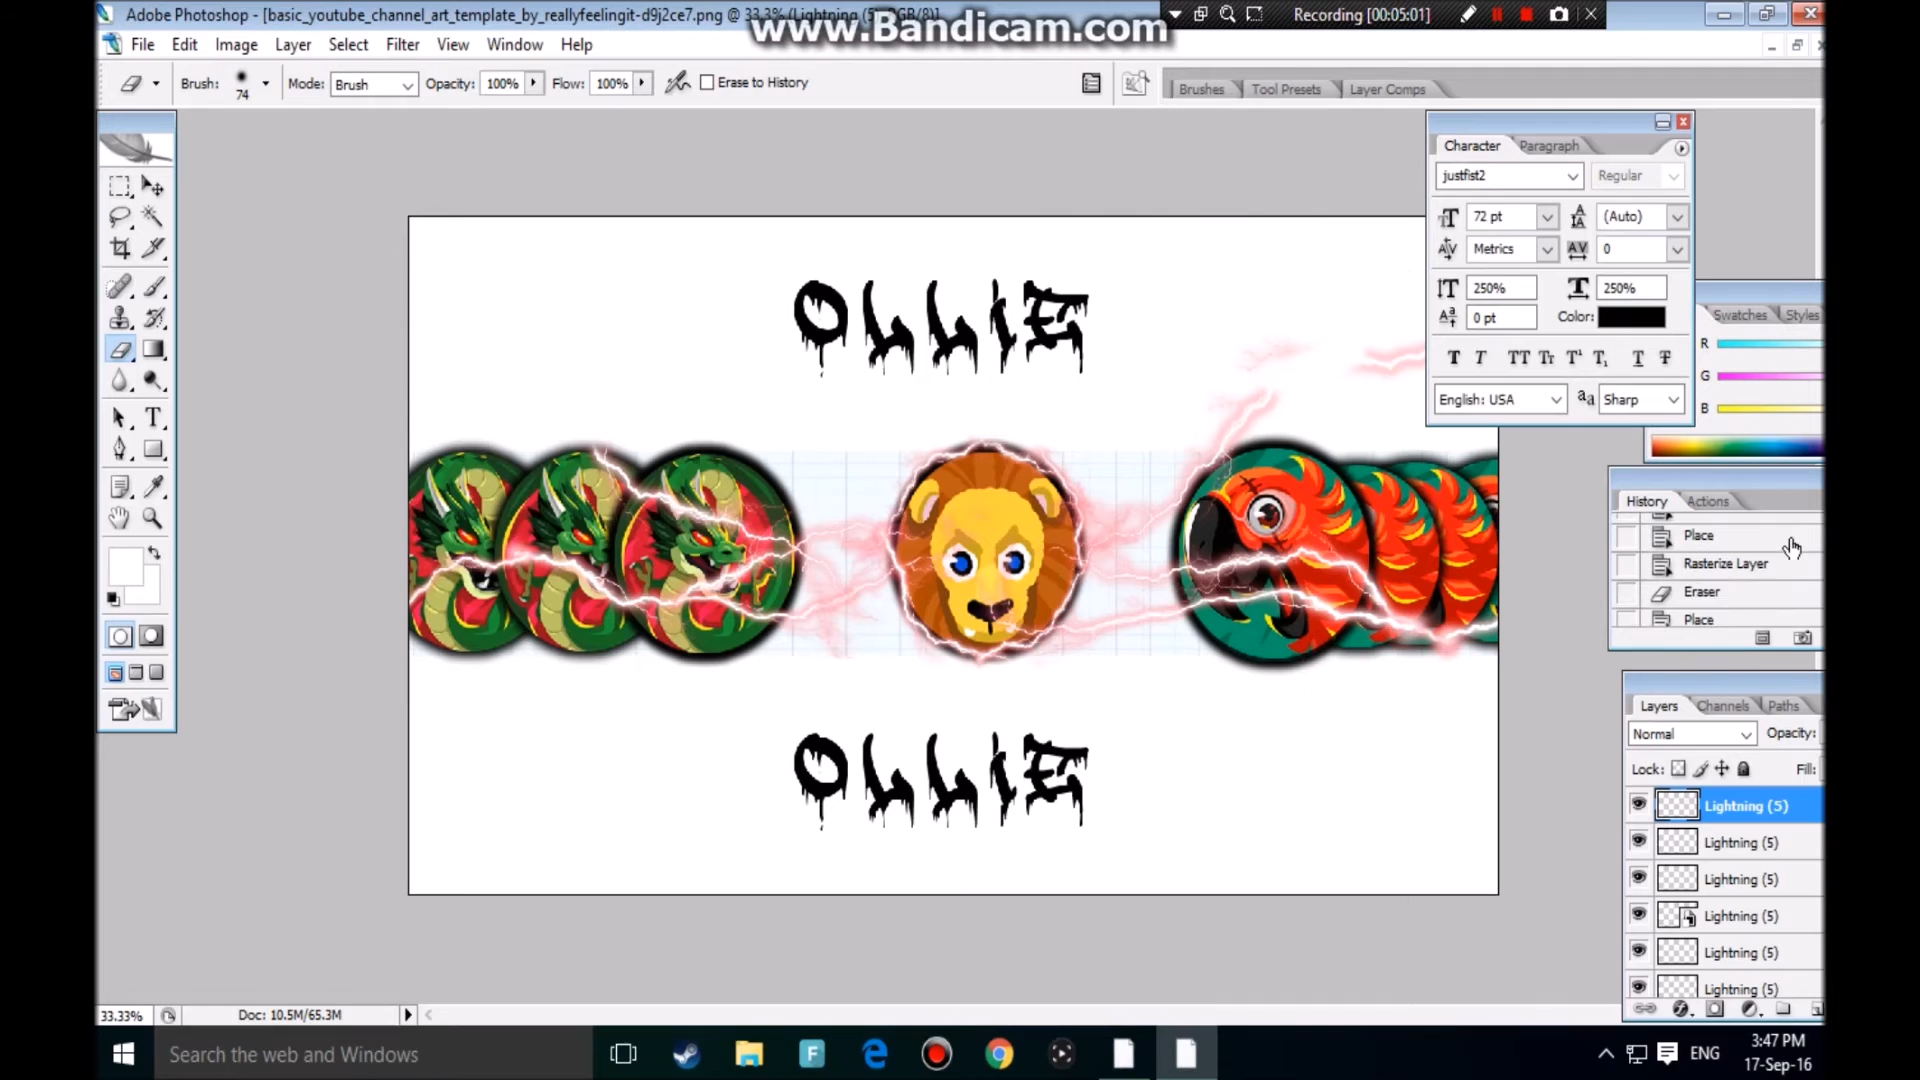 Adobe Photoshop - [basic_youtube_channel_art_template_by_reallyfeelingit-d9j2ce7.png @ 33.3% (Lightning (5), RGB/8)]
www.Bandicam.com
Recording [00:05:01]
File Edit Image Layer Select Filter View Window Help
Brush: 74 Mode: Brush Opacity: 100% Flow: 100% Erase to History
Brushes Tool Presets Layer Comps
Character Paragraph
justfist2 Regular
72 pt (Auto)
Metrics 0
250% 250%
0 pt Color:
English: USA aa Sharp
Swatches Styles
R
G
B
OLLIE
History Actions
Place
Rasterize Layer
Eraser
Place
OLLIE
Layers Channels Paths
Normal Opacity:
Lock: Fill:
Lightning (5)
Lightning (5)
Lightning (5)
Lightning (5)
Lightning (5)
Lightning (5)
33.33% Doc: 10.5M/65.3M
Search the web and Windows
ENG
3:47 PM
17-Sep-16